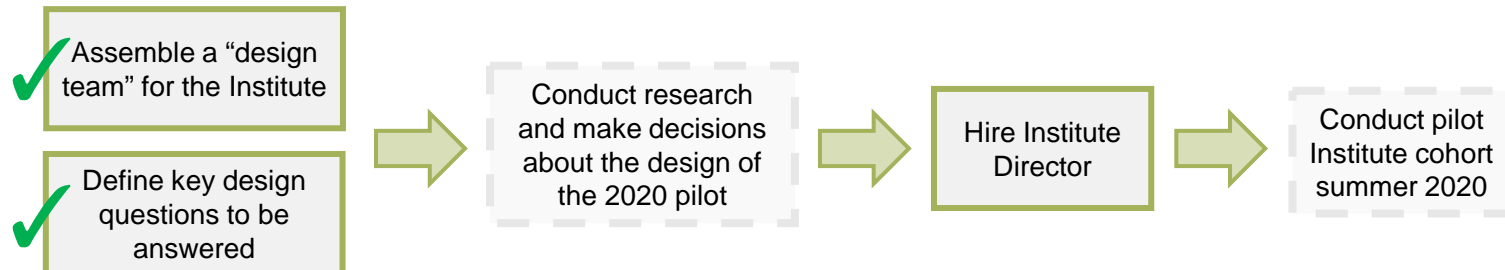 Assemble a “design
team” for the Institute
Define key design
questions to be
answered
Conduct research
and make decisions
about the design of
the 2020 pilot
Hire Institute
Director
Conduct pilot
Institute cohort
summer 2020